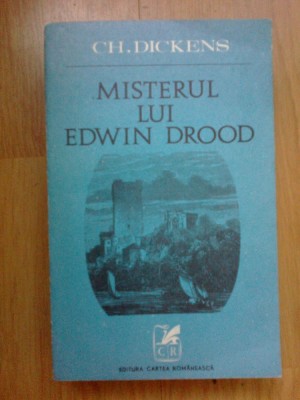 CH. DICKENS
MISTERUL
LUI
EDWIN DROOD
CR
EDITURA CARTEA ROMÂNEASCĂ